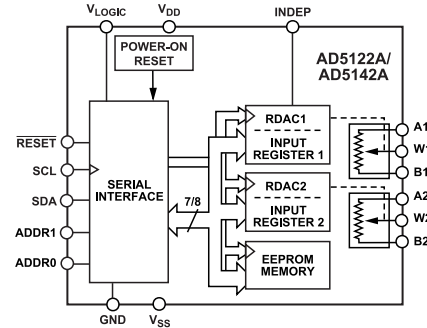 VLOGIC
VDD
INDEP
POWER-ON
RESET
AD5122A/
AD5142A
RDAC1
INPUT
REGISTER 1
A1
W1
B1
RESET
SCL
SDA
ADDR1
ADDR0
SERIAL
INTERFACE
7/8
RDAC2
INPUT
REGISTER 2
A2
W2
B2
EEPROM
MEMORY
GND
VSS